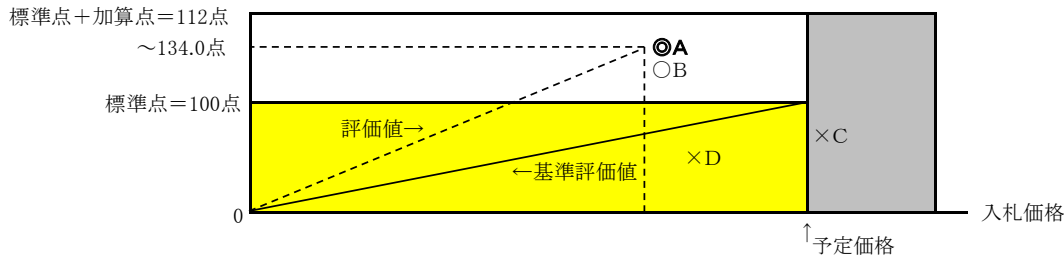 標準点+加算点=112点
～134.0点
◎A
○B
標準点=100点
評価値→
×C
×D
←基準評価値
0
入札価格
↑予定価格